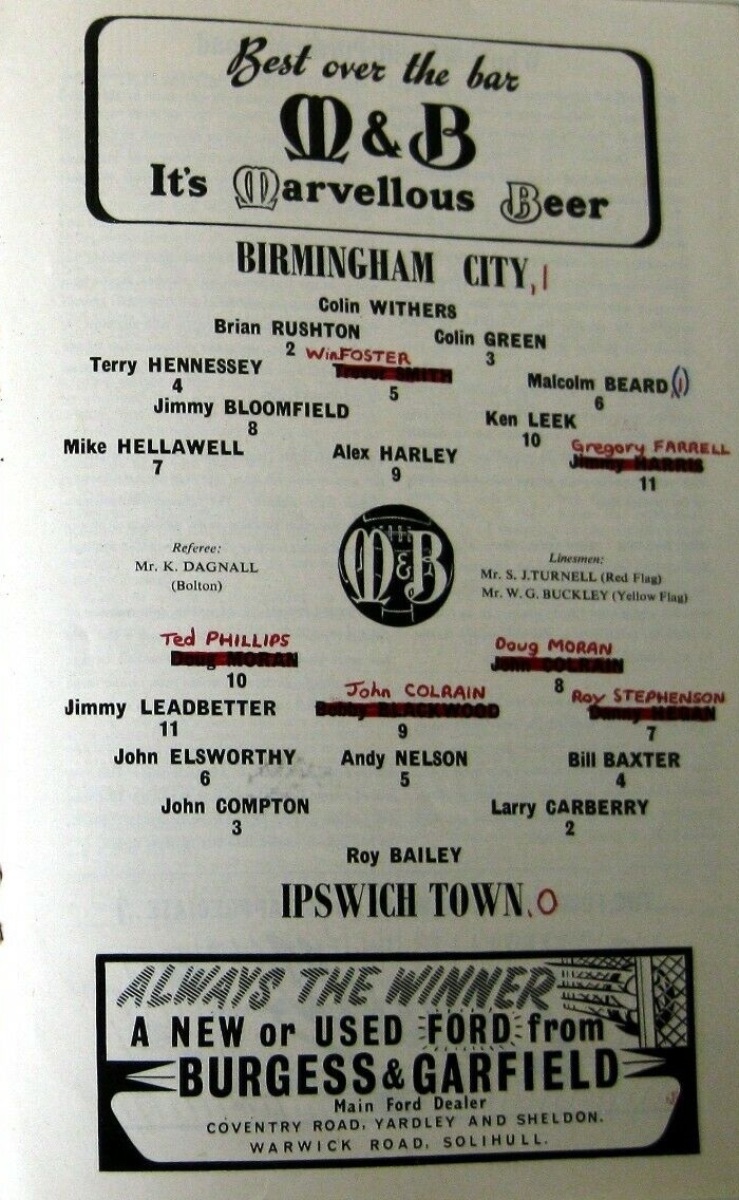 Best over the bar
M & B
It's Marvellous Beer
BIRMINGHAM CITY, 1
Colin WITHERS
Brian RUSHTON Colin GREEN
2 3
Terry HENNESSEY Win FOSTER Malcolm BEARD (1)
Trevor SMITH
4 5 6
Jimmy BLOOMFIELD Ken LEEK
8 10
Mike HELLAWELL Alex HARLEY Gregory FARRELL
Jimmy HARRIS
7 9 11
Referee:
Mr. K. DAGNALL
(Bolton)
M & B
Linesmen:
Mr. S. J. TURNELL (Red Flag)
Mr. W. G. BUCKLEY (Yellow Flag)
Ted PHILLIPS Doug MORAN
Doug MORAN John COLRAIN
10 8
John COLRAIN Roy STEPHENSON
Jimmy LEADBETTER Bobby BLACKWOOD Danny HEGAN
11 9 7
John ELSWORTHY Andy NELSON Bill BAXTER
6 5 4
John COMPTON Larry CARBERRY
3 2
Roy BAILEY
IPSWICH TOWN. 0
ALWAYS THE WINNER
A NEW or USED FORD from
BURGESS & GARFIELD
Main Ford Dealer
COVENTRY ROAD, YARDLEY AND SHELDON.
WARWICK ROAD, SOLIHULL.